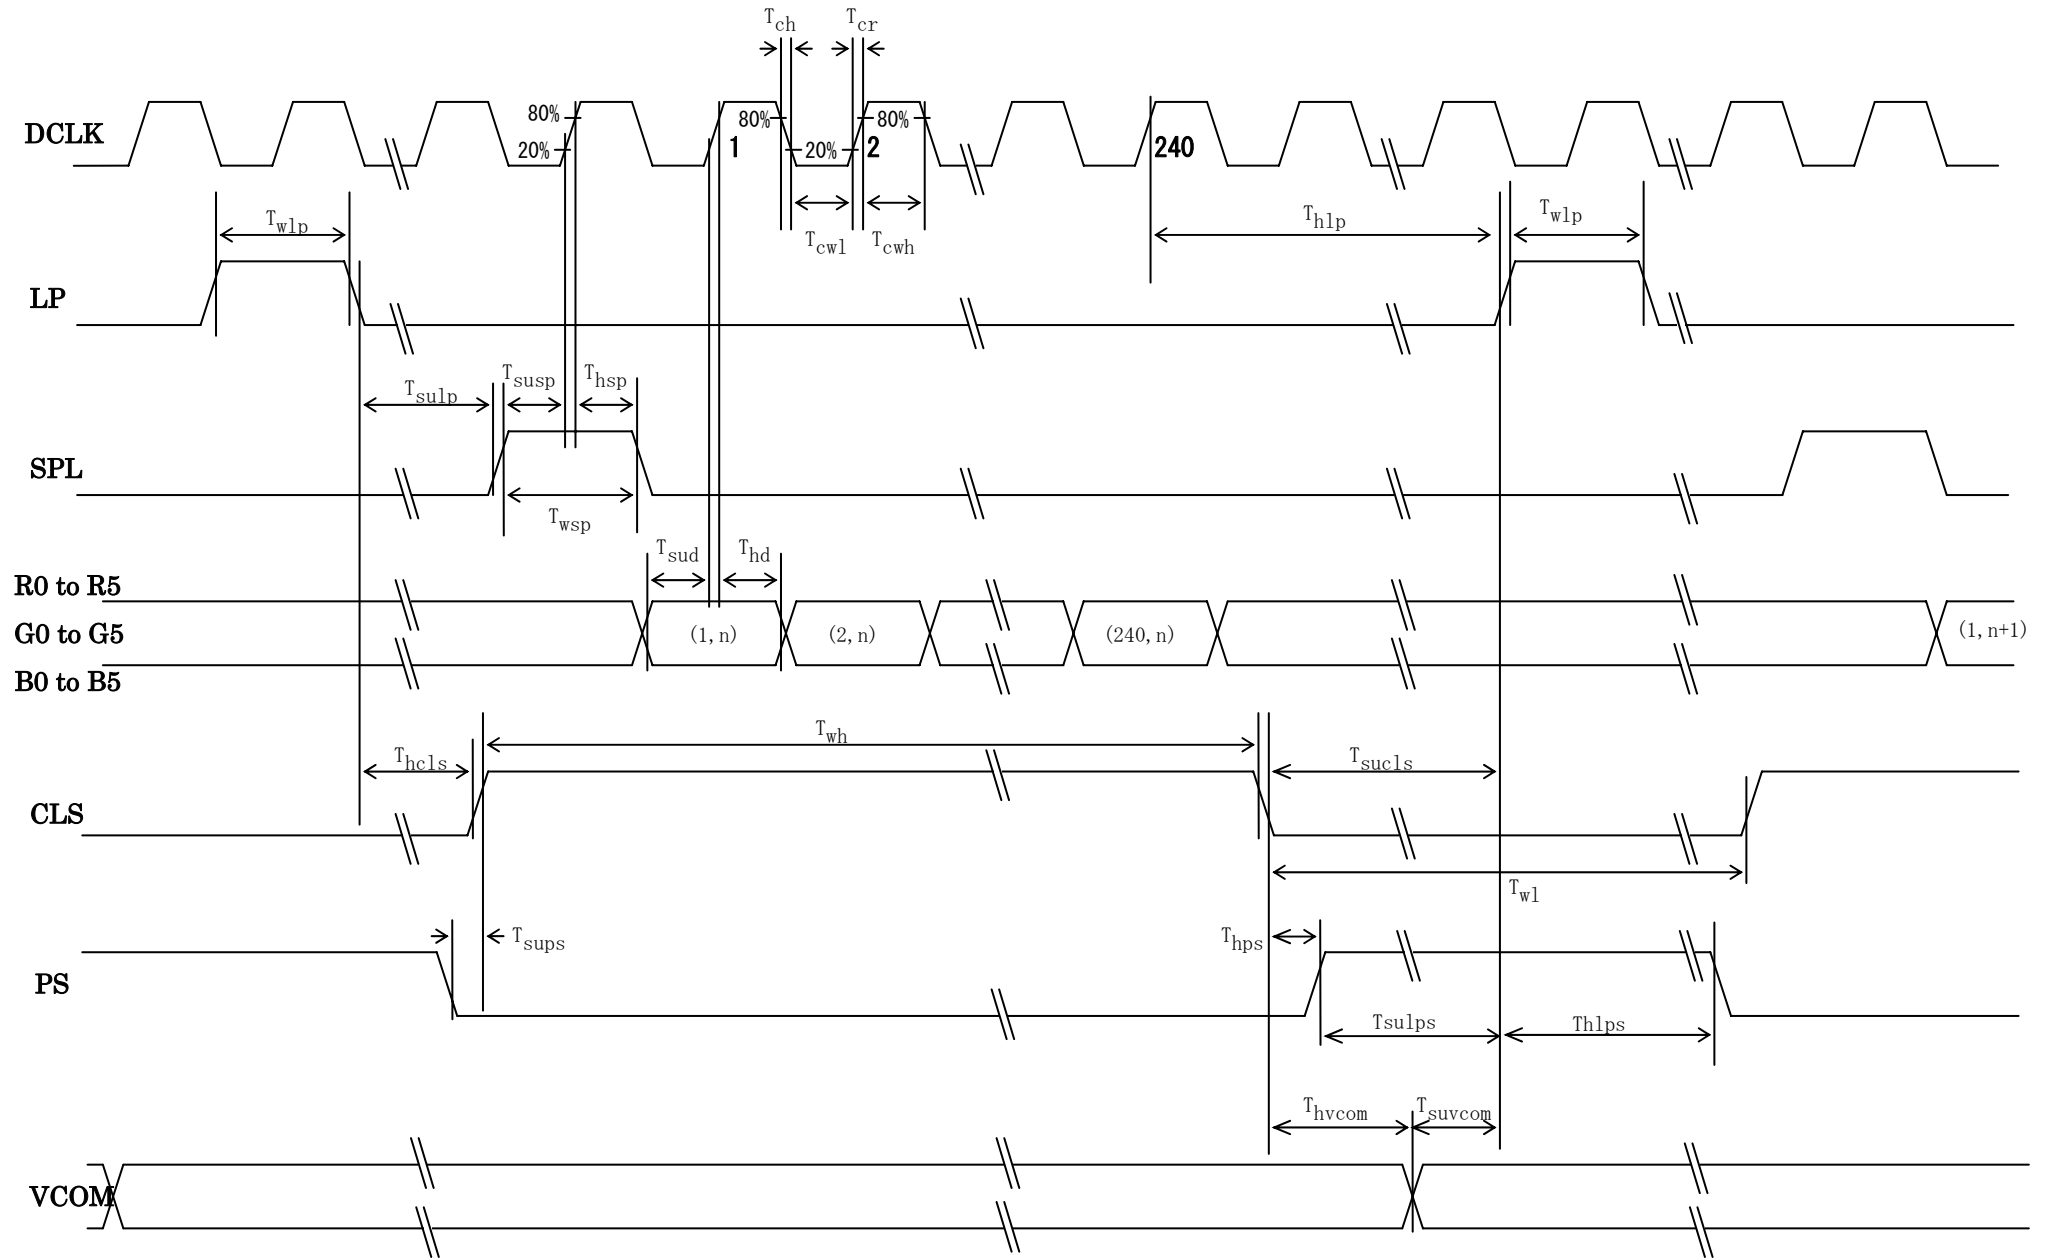 Tch Tcr
DCLK 80% 20% 80% 1 20% 2 80% 240
Twlp Tcwl Tcwh Thlp Twlp
LP
Tsulp Tsusp Thsp
SPL
Twsp
Tsud Thd
R0 to R5
G0 to G5 (1,n) (2,n) (240,n) (1,n+1)
B0 to B5
Twh
Thcls Tsucls
CLS
Twl
Tsups Thps
PS
Tsulps Thlps
Thvcom Tsuvcom
VCOM